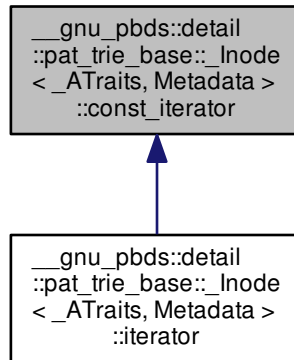 __gnu_pbds::detail
::pat_trie_base::_Inode
< _ATraits, Metadata >
::const_iterator
__gnu_pbds::detail
::pat_trie_base::_Inode
< _ATraits, Metadata >
::iterator